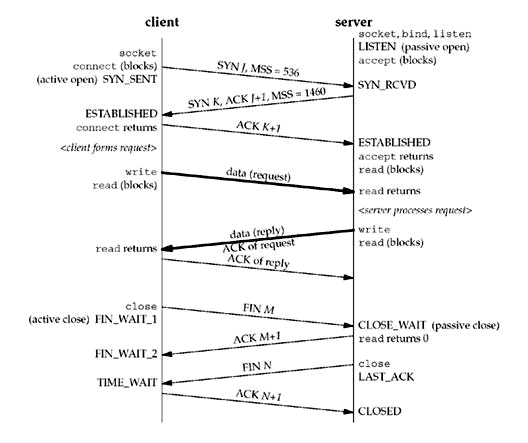 client
server
socket, bind, listen
LISTEN (passive open)
accept (blocks)
socket
connect (blocks)
(active open) SYN_SENT
SYN J, MSS = 536
SYN_RCVD
SYN K, ACK J+1, MSS = 1460
ESTABLISHED
connect returns
ACK K+1
<client forms request>
ESTABLISHED
accept returns
read (blocks)
write
read (blocks)
data (request)
read returns
<server processes request>
write
read (blocks)
data (reply)
ACK of request
read returns
ACK of reply
close
(active close) FIN_WAIT_1
FIN M
CLOSE_WAIT (passive close)
read returns 0
ACK M+1
FIN_WAIT_2
close
LAST_ACK
FIN N
TIME_WAIT
ACK N+1
CLOSED